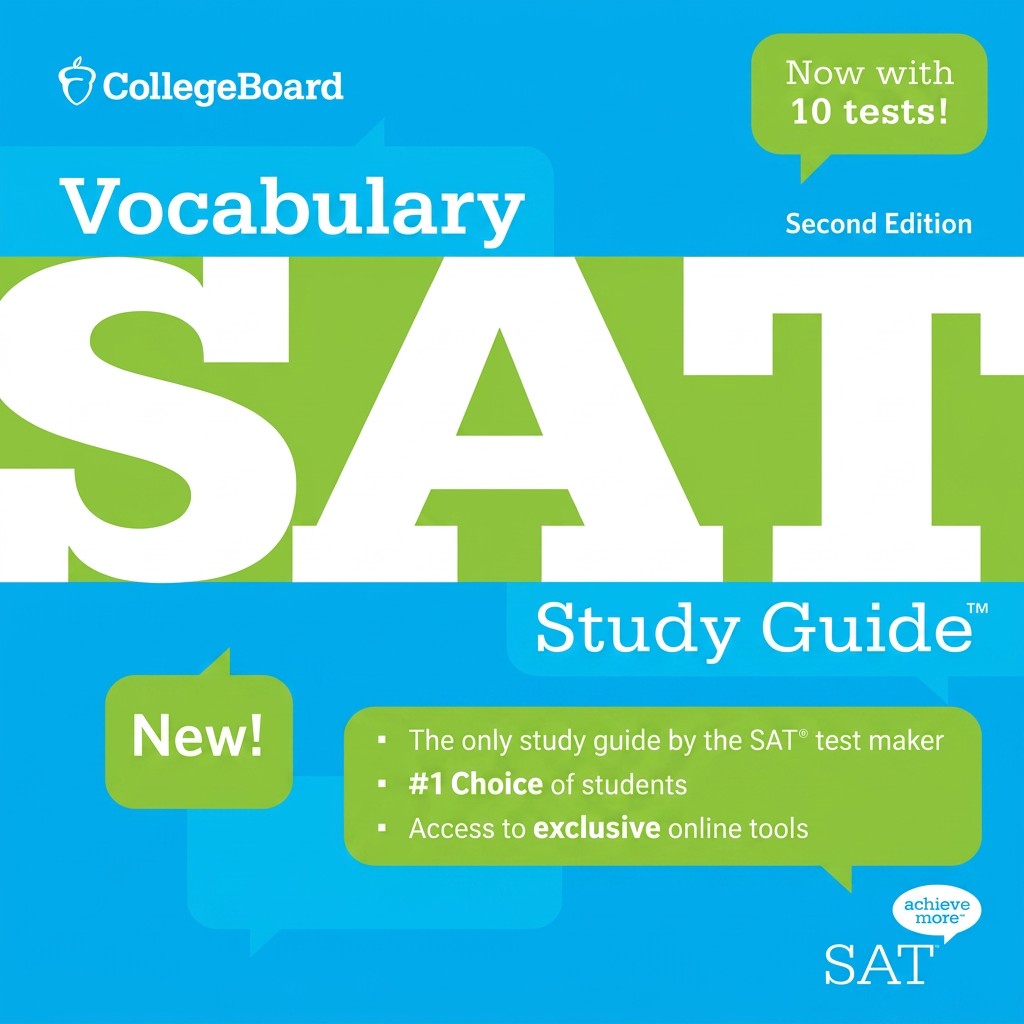 CollegeBoard
Now with
10 tests!
Vocabulary
Second Edition
SAT
Study Guide™
New!
▪ The only study guide by the SAT® test maker
▪ #1 Choice of students
▪ Access to exclusive online tools
achieve
more™
SAT™